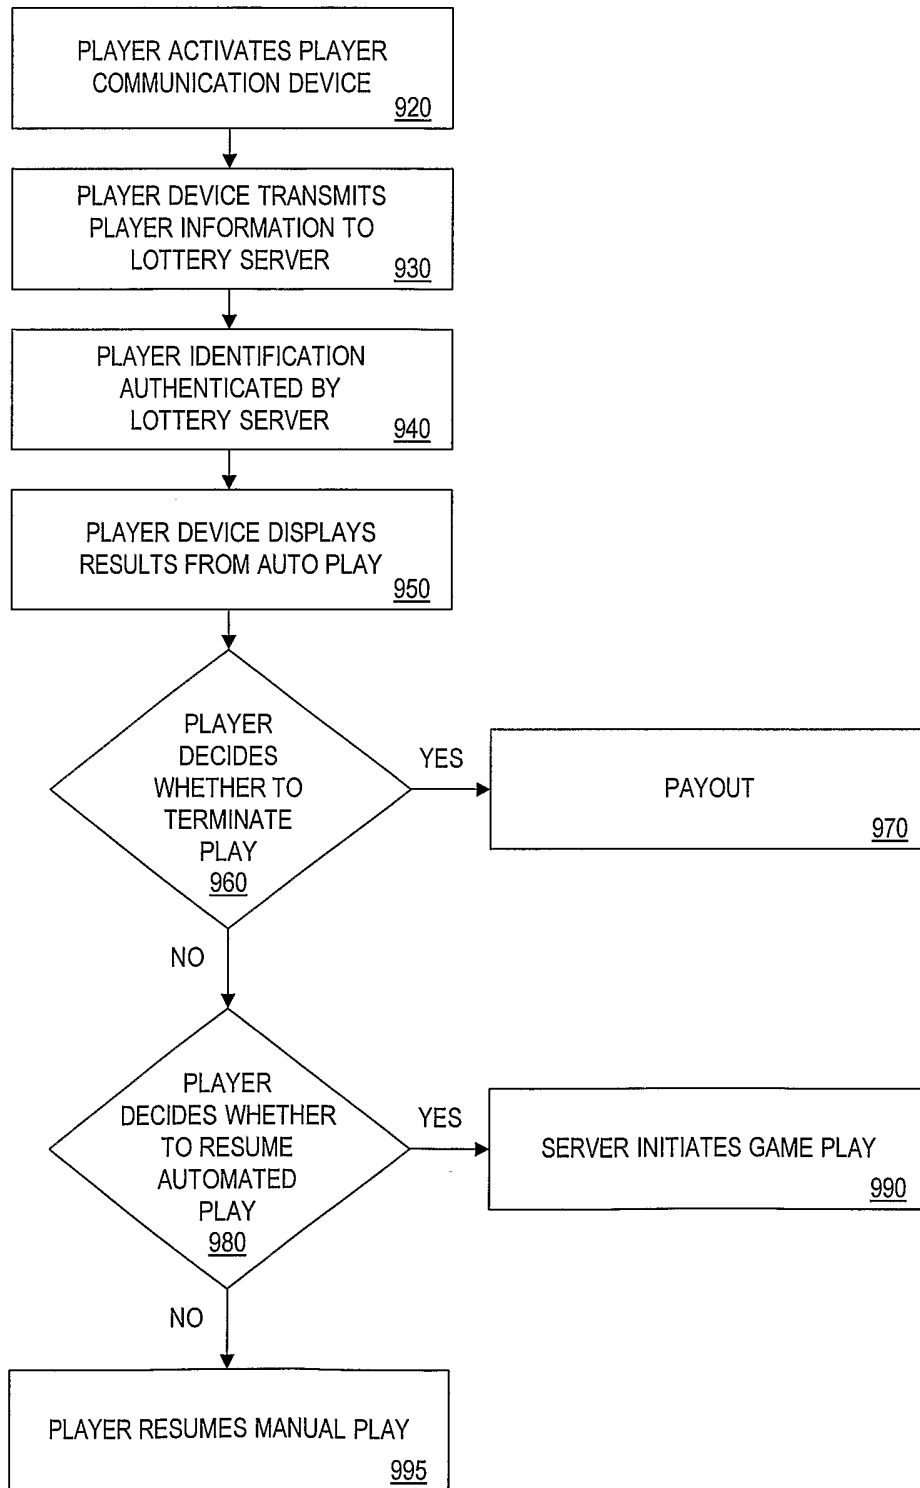 PLAYER ACTIVATES PLAYER
COMMUNICATION DEVICE
920
PLAYER DEVICE TRANSMITS
PLAYER INFORMATION TO
LOTTERY SERVER
930
PLAYER IDENTIFICATION
AUTHENTICATED BY
LOTTERY SERVER
940
PLAYER DEVICE DISPLAYS
RESULTS FROM AUTO PLAY
950
PLAYER
DECIDES
WHETHER TO
TERMINATE
PLAY
960
YES
PAYOUT
970
NO
PLAYER
DECIDES WHETHER
TO RESUME
AUTOMATED
PLAY
980
YES
SERVER INITIATES GAME PLAY
990
NO
PLAYER RESUMES MANUAL PLAY
995